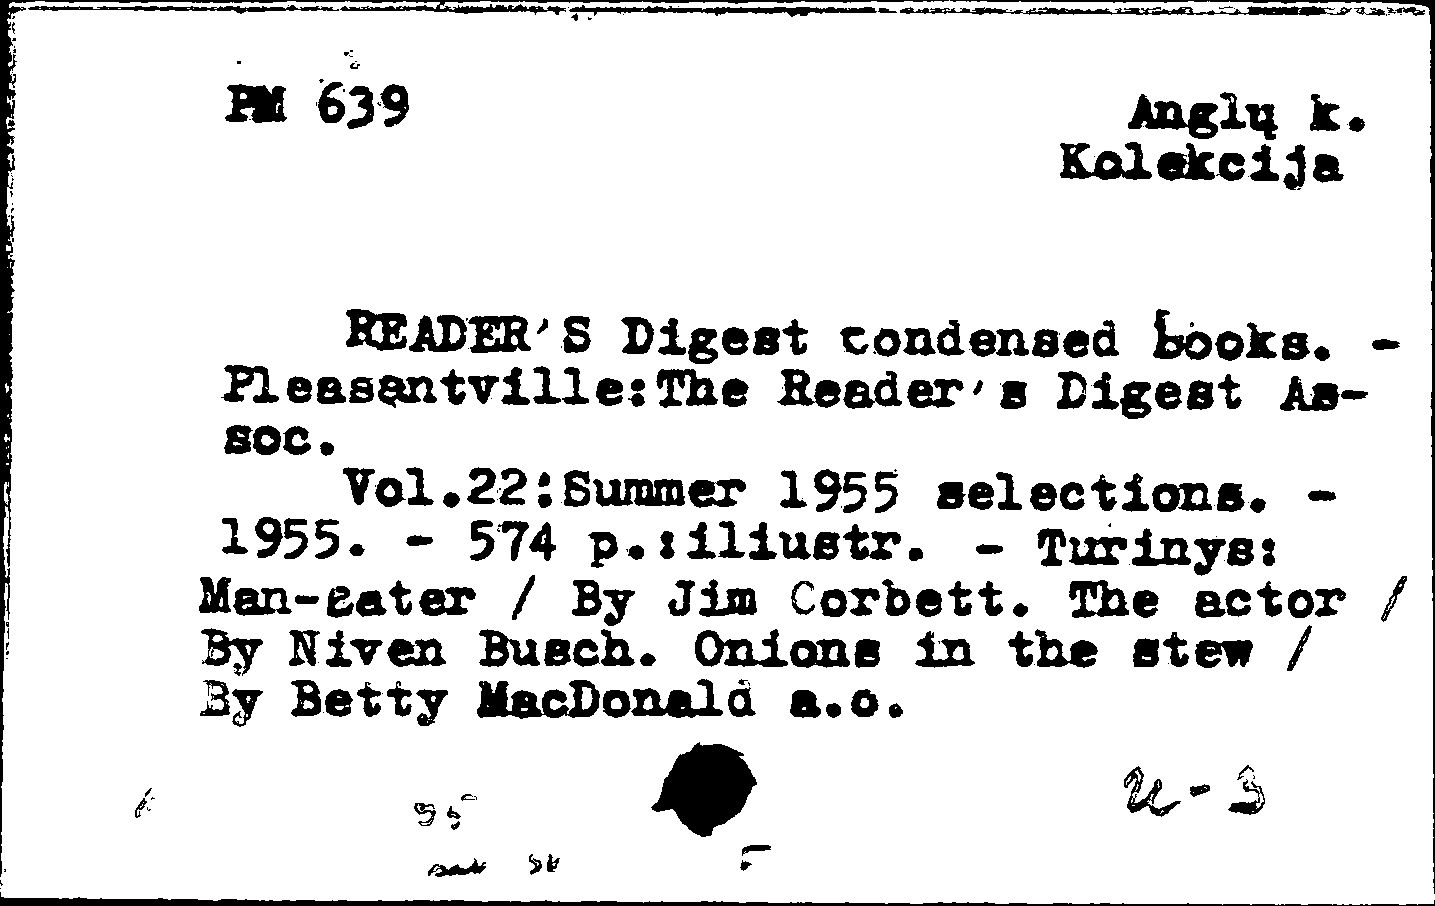 PM 639
Anglų k.
Kolekcija
READER'S Digest condensed books. -
Pleasantville:The Reader's Digest As-
soc.
Vol.22:Summer 1955 selections. -
1955. - 574 p.:iliustr. - Turinys:
Man-eater / By Jim Corbett. The actor /
By Niven Busch. Onions in the stew /
By Betty MacDonald a.o.
95
И-3